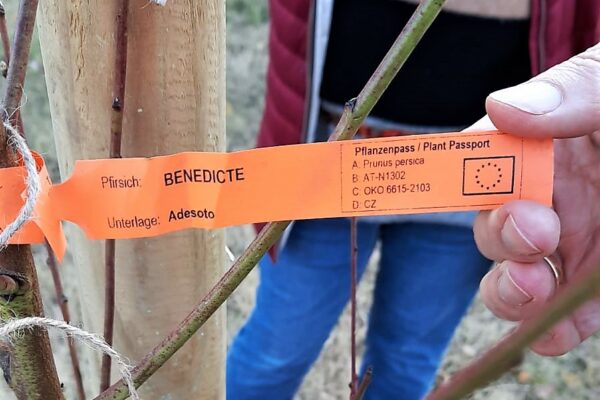 Pfirsich: BENEDICTE
Unterlage: Adesoto
Pflanzenpass / Plant Passport
A. Prunus persica
B: AT-N1302
C: OKO 6615-2103
D: CZ